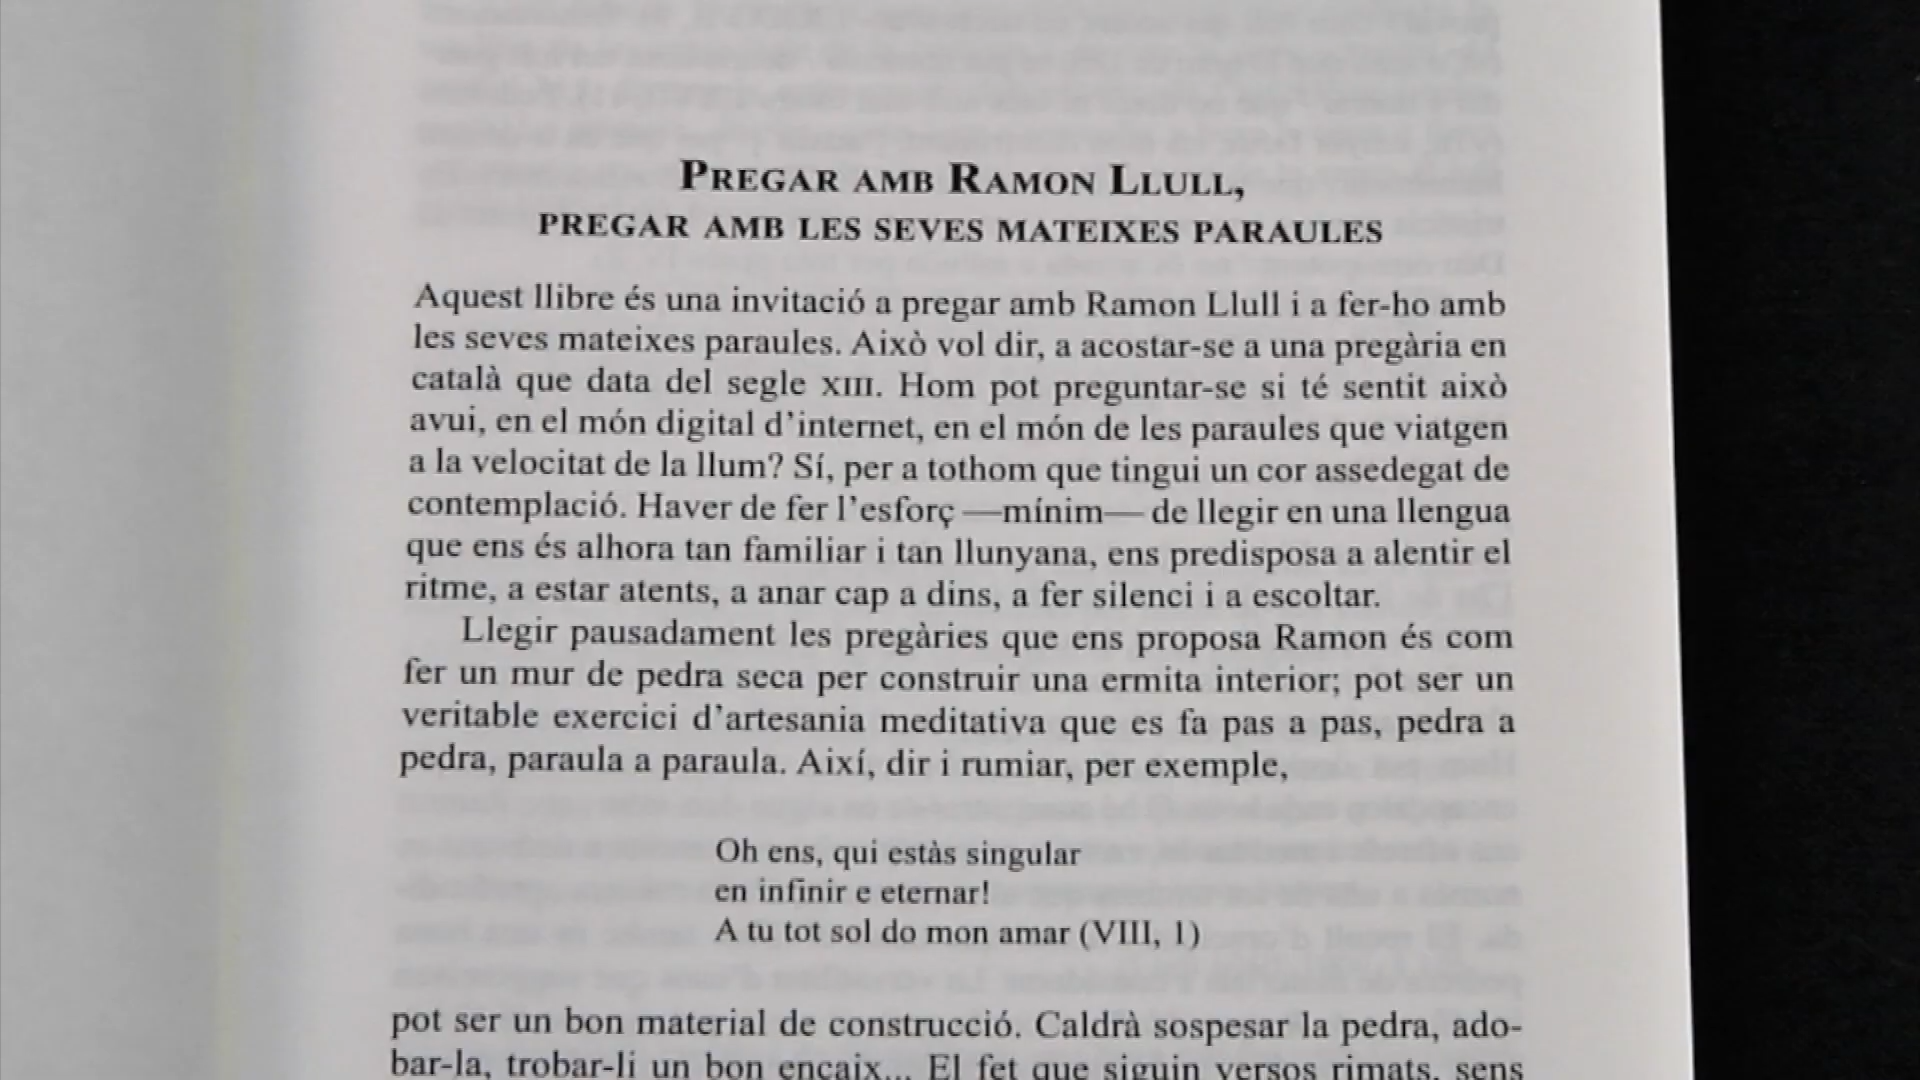 PREGAR AMB RAMON LLULL,
PREGAR AMB LES SEVES MATEIXES PARAULES
Aquest llibre és una invitació a pregar amb Ramon Llull i a fer-ho amb
les seves mateixes paraules. Això vol dir, a acostar-se a una pregària en
català que data del segle XIII. Hom pot preguntar-se si té sentit això
avui, en el món digital d’internet, en el món de les paraules que viatgen
a la velocitat de la llum? Sí, per a tothom que tingui un cor assedegat de
contemplació. Haver de fer l’esforç —mínim— de llegir en una llengua
que ens és alhora tan familiar i tan llunyana, ens predisposa a alentir el
ritme, a estar atents, a anar cap a dins, a fer silenci i a escoltar.
Llegir pausadament les pregàries que ens proposa Ramon és com
fer un mur de pedra seca per construir una ermita interior; pot ser un
veritable exercici d’artesania meditativa que es fa pas a pas, pedra a
pedra, paraula a paraula. Així, dir i rumiar, per exemple,
Oh ens, qui estàs singular
en infinir e eternar!
A tu tot sol do mon amar (VIII, 1)
pot ser un bon material de construcció. Caldrà sospesar la pedra, ado-
bar-la, trobar-li un bon encaix... El fet que siguin versos rimats, sens